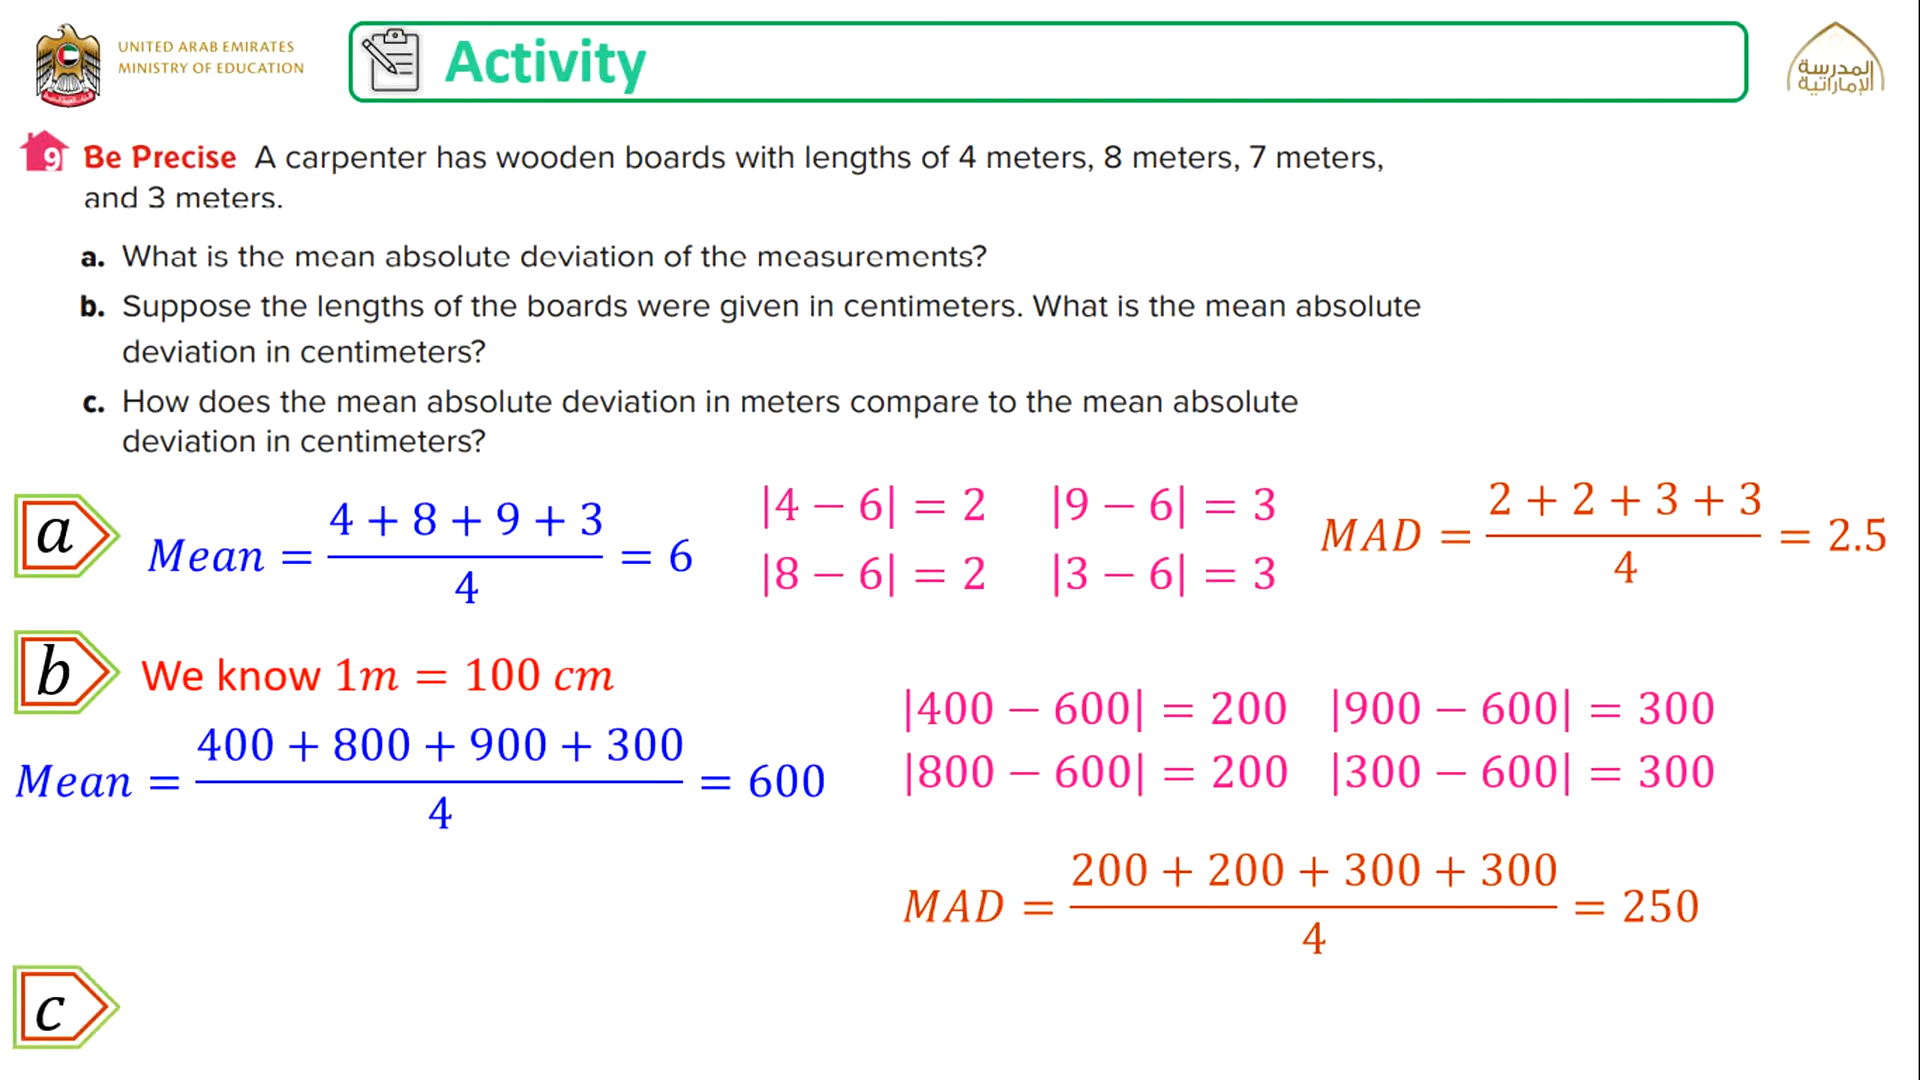 UNITED ARAB EMIRATES
MINISTRY OF EDUCATION
Activity
المدرسة
الإماراتية
9 Be Precise A carpenter has wooden boards with lengths of 4 meters, 8 meters, 7 meters,
and 3 meters.
a. What is the mean absolute deviation of the measurements?
b. Suppose the lengths of the boards were given in centimeters. What is the mean absolute
deviation in centimeters?
c. How does the mean absolute deviation in meters compare to the mean absolute
deviation in centimeters?
a
Mean = (4 + 8 + 9 + 3)/4 = 6
|4 − 6| = 2 |9 − 6| = 3
|8 − 6| = 2 |3 − 6| = 3
MAD = (2 + 2 + 3 + 3)/4 = 2.5
b We know 1m = 100 cm
Mean = (400 + 800 + 900 + 300)/4 = 600
|400 − 600| = 200 |900 − 600| = 300
|800 − 600| = 200 |300 − 600| = 300
MAD = (200 + 200 + 300 + 300)/4 = 250
c